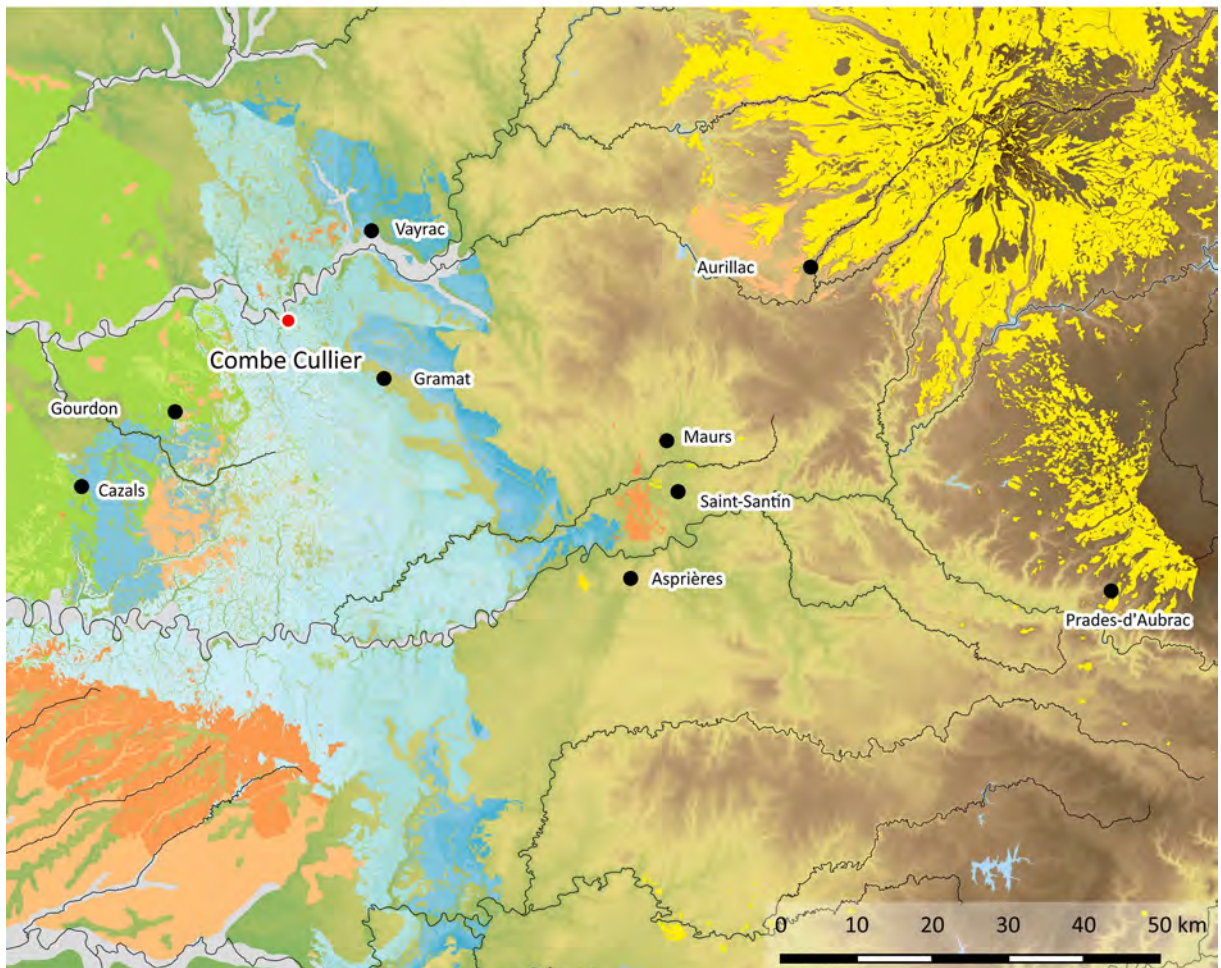 Vayrac
Aurillac
Combe Cullier
Gramat
Gourdon
Maurs
Cazals
Saint-Santin
Asprières
Prades-d'Aubrac
0 10 20 30 40 50 km